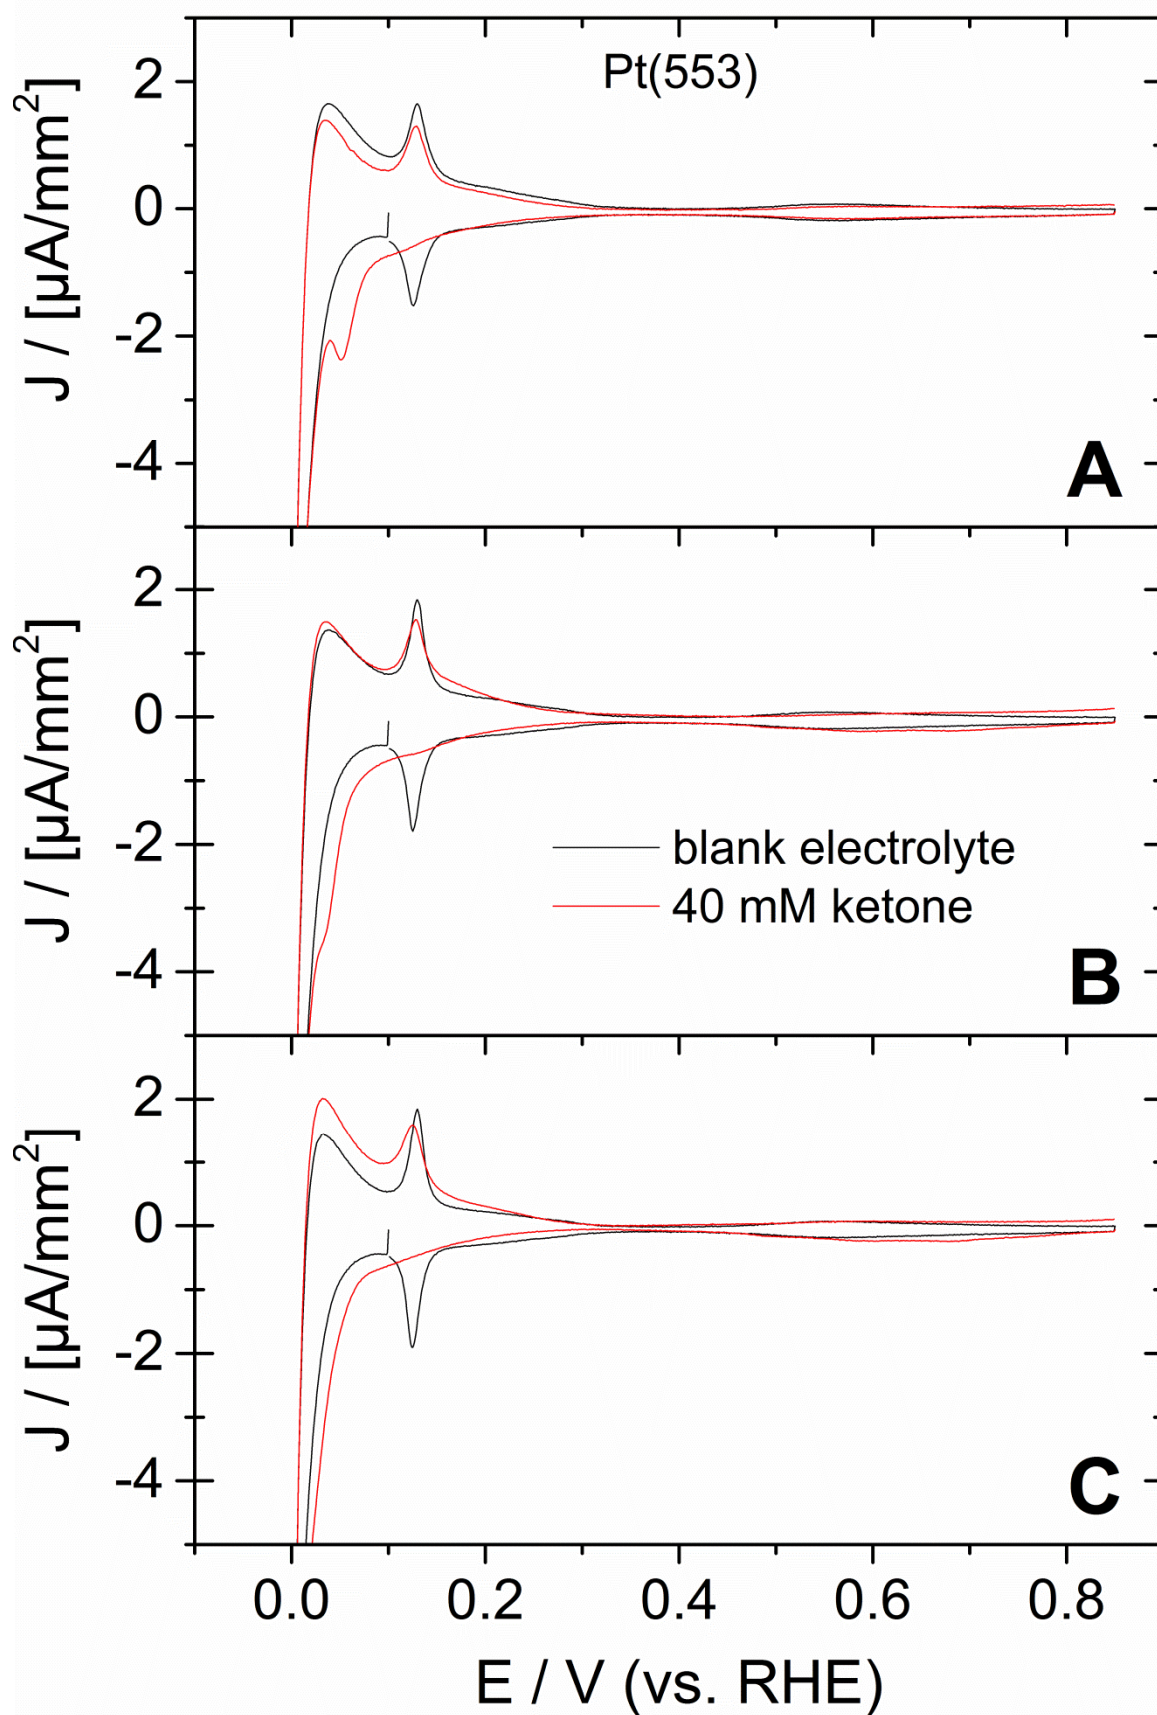 Pt(553)
J / [µA/mm²]
2
0
-2
-4
A
J / [µA/mm²]
2
0
-2
-4
blank electrolyte
40 mM ketone
B
J / [µA/mm²]
2
0
-2
-4
C
0.0 0.2 0.4 0.6 0.8
E / V (vs. RHE)